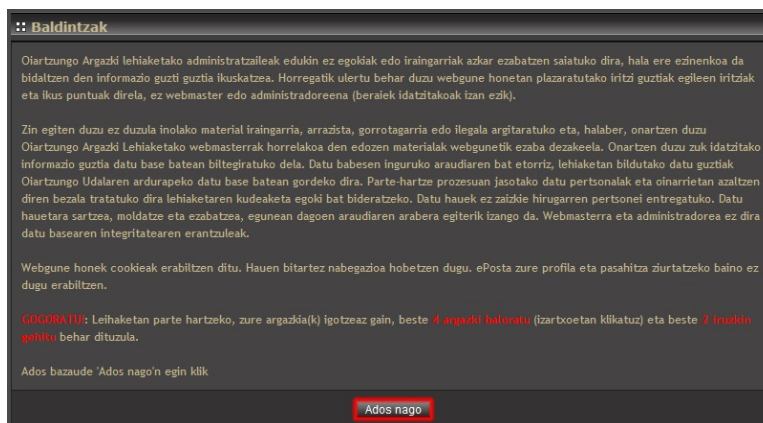 :: Baldintzak
Oiartzungo Argazki lehiaketako administratzaileak edukin ez egokiak edo iraingarriak azkar ezabatzen saiatuko dira, hala ere ezinenkoa da
bidaltzen den informazio guzti guztia ikuskatzea. Horregatik ulertu behar duzu webgune honetan plazaratutako iritzi guztiak egileen iritziak
eta ikus puntuak direla, ez webmaster edo administradoreena (beraiek idatzitakoak izan ezik).
Zin egiten duzu ez duzula inolako material iraingarria, arrazista, gorrotagarria edo ilegala argitaratuko eta, halaber, onartzen duzu
Oiartzungo Argazki Lehiaketako webmasterrak horrelakoa den edozen materialak webgunetik ezaba dezakeela. Onartzen duzu zuk idatzitako
informazio guztia datu base batean biltegiratuko dela. Datu babesen inguruko araudiaren bat etorriz, lehiaketan bildutako datu guztiak
Oiartzungo Udalaren ardurapeko datu base batean gordeko dira. Parte-hartze prozesuan jasotako datu pertsonalak eta oinarrietan azaltzen
diren bezala tratatuko dira lehiaketaren kudeaketa egoki bat bideratzeko. Datu hauek ez zaizkie hirugarren pertsonei entregatuko. Datu
hauetara sartzea, moldatze eta ezabatzea, egunean dagoen araudiaren arabera egiterik izango da. Webmasterra eta administradorea ez dira
datu basearen integritatearen erantzuleak.
Webgune honek cookieak erabiltzen ditu. Hauen bitartez nabegazioa hobetzen dugu. ePosta zure profila eta pasahitza ziurtatzeko baino ez
dugu erabiltzen.
GOGORATU!: Leihaketan parte hartzeko, zure argazkia(k) igotzeaz gain, beste 4 argazki baloratu (izartxoetan klikatuz) eta beste 2 iruzkin
gehitu behar dituzula.
Ados bazaude 'Ados nago'n egin klik
Ados nago